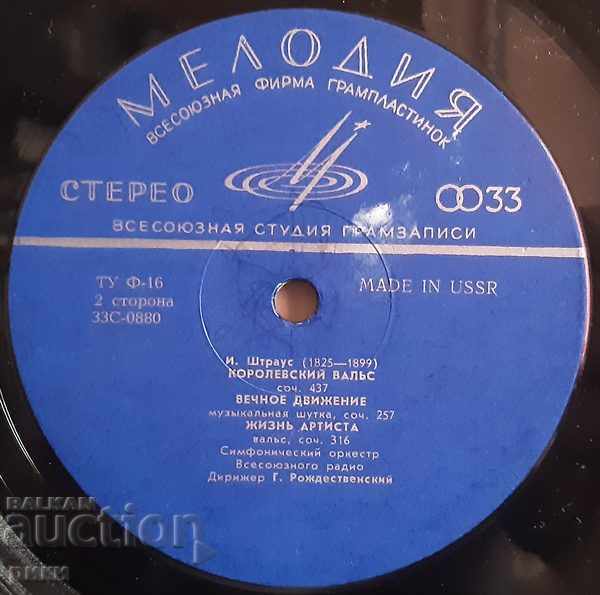 МЕЛОДИЯ
ВСЕСОЮЗНАЯ ФИРМА ГРАМПЛАСТИНОК
СТЕРЕО
33
ВСЕСОЮЗНАЯ СТУДИЯ ГРАМЗАПИСИ
ТУ Ф-16
2 сторона
33С-0880
MADE IN USSR
И. Штраус (1825—1899)
КОРОЛЕВСКИЙ ВАЛЬС
соч. 437
ВЕЧНОЕ ДВИЖЕНИЕ
музыкальная шутка, соч. 257
ЖИЗНЬ АРТИСТА
вальс, соч. 316
Симфонический оркестр
Всесоюзного радио
Дирижер Г. Рождественский
BALKAN
auction
РИКИ